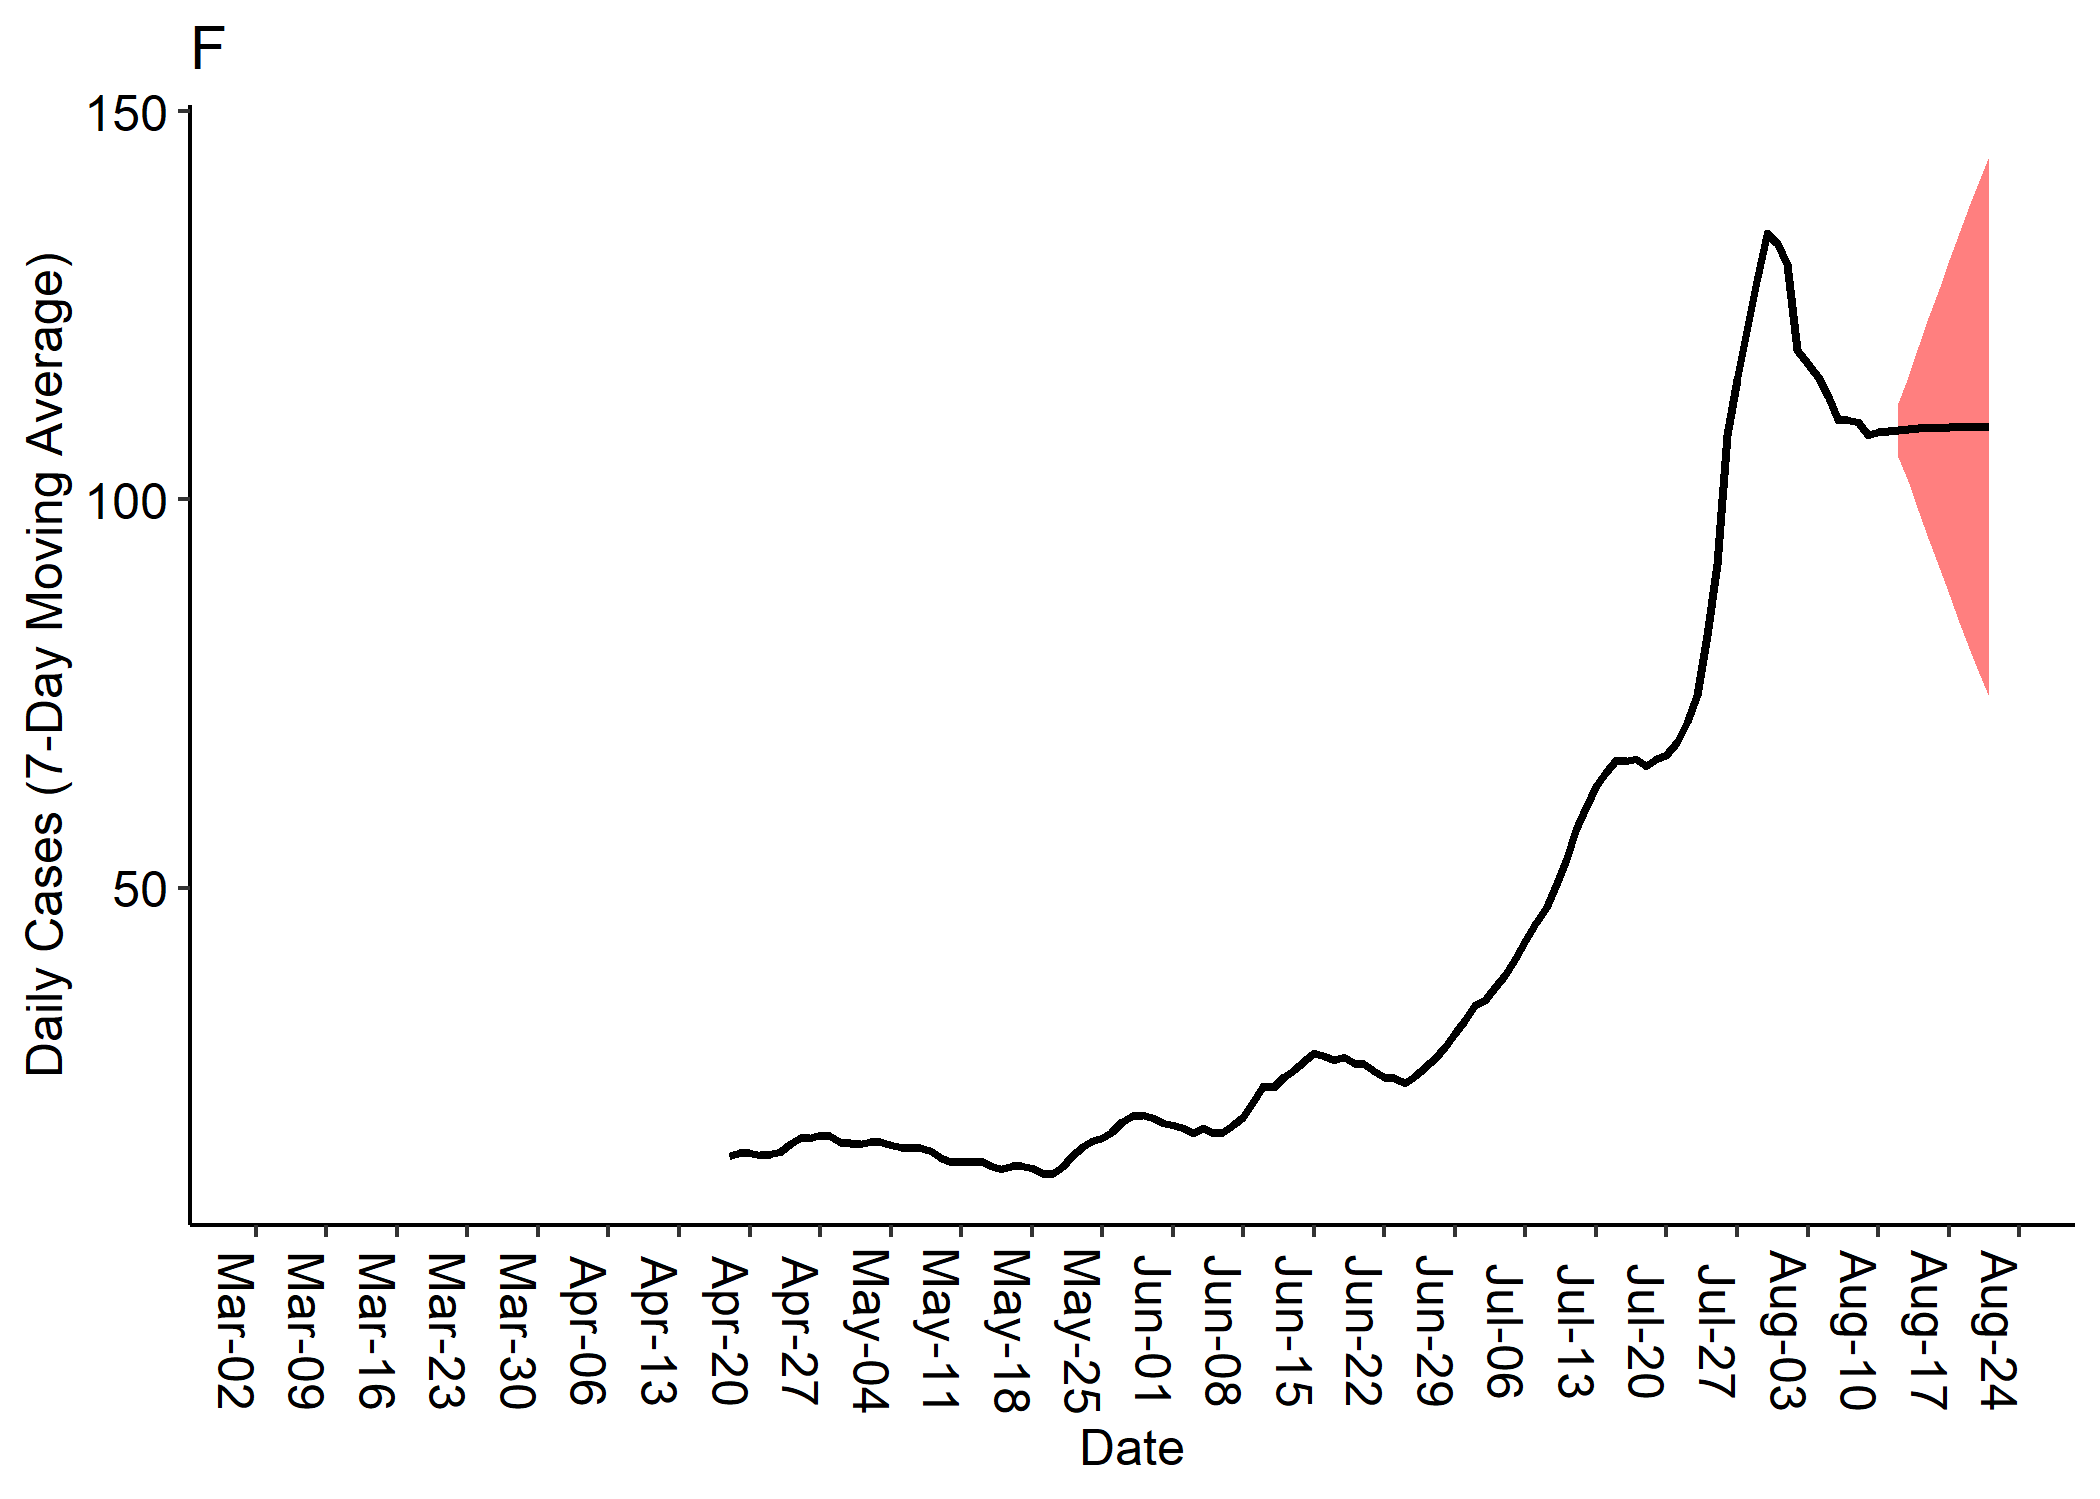 F
150
100
50
Daily Cases (7-Day Moving Average)
Mar-02
Mar-09
Mar-16
Mar-23
Mar-30
Apr-06
Apr-13
Apr-20
Apr-27
May-04
May-11
May-18
May-25
Jun-01
Jun-08
Jun-15
Jun-22
Jun-29
Jul-06
Jul-13
Jul-20
Jul-27
Aug-03
Aug-10
Aug-17
Aug-24
Date